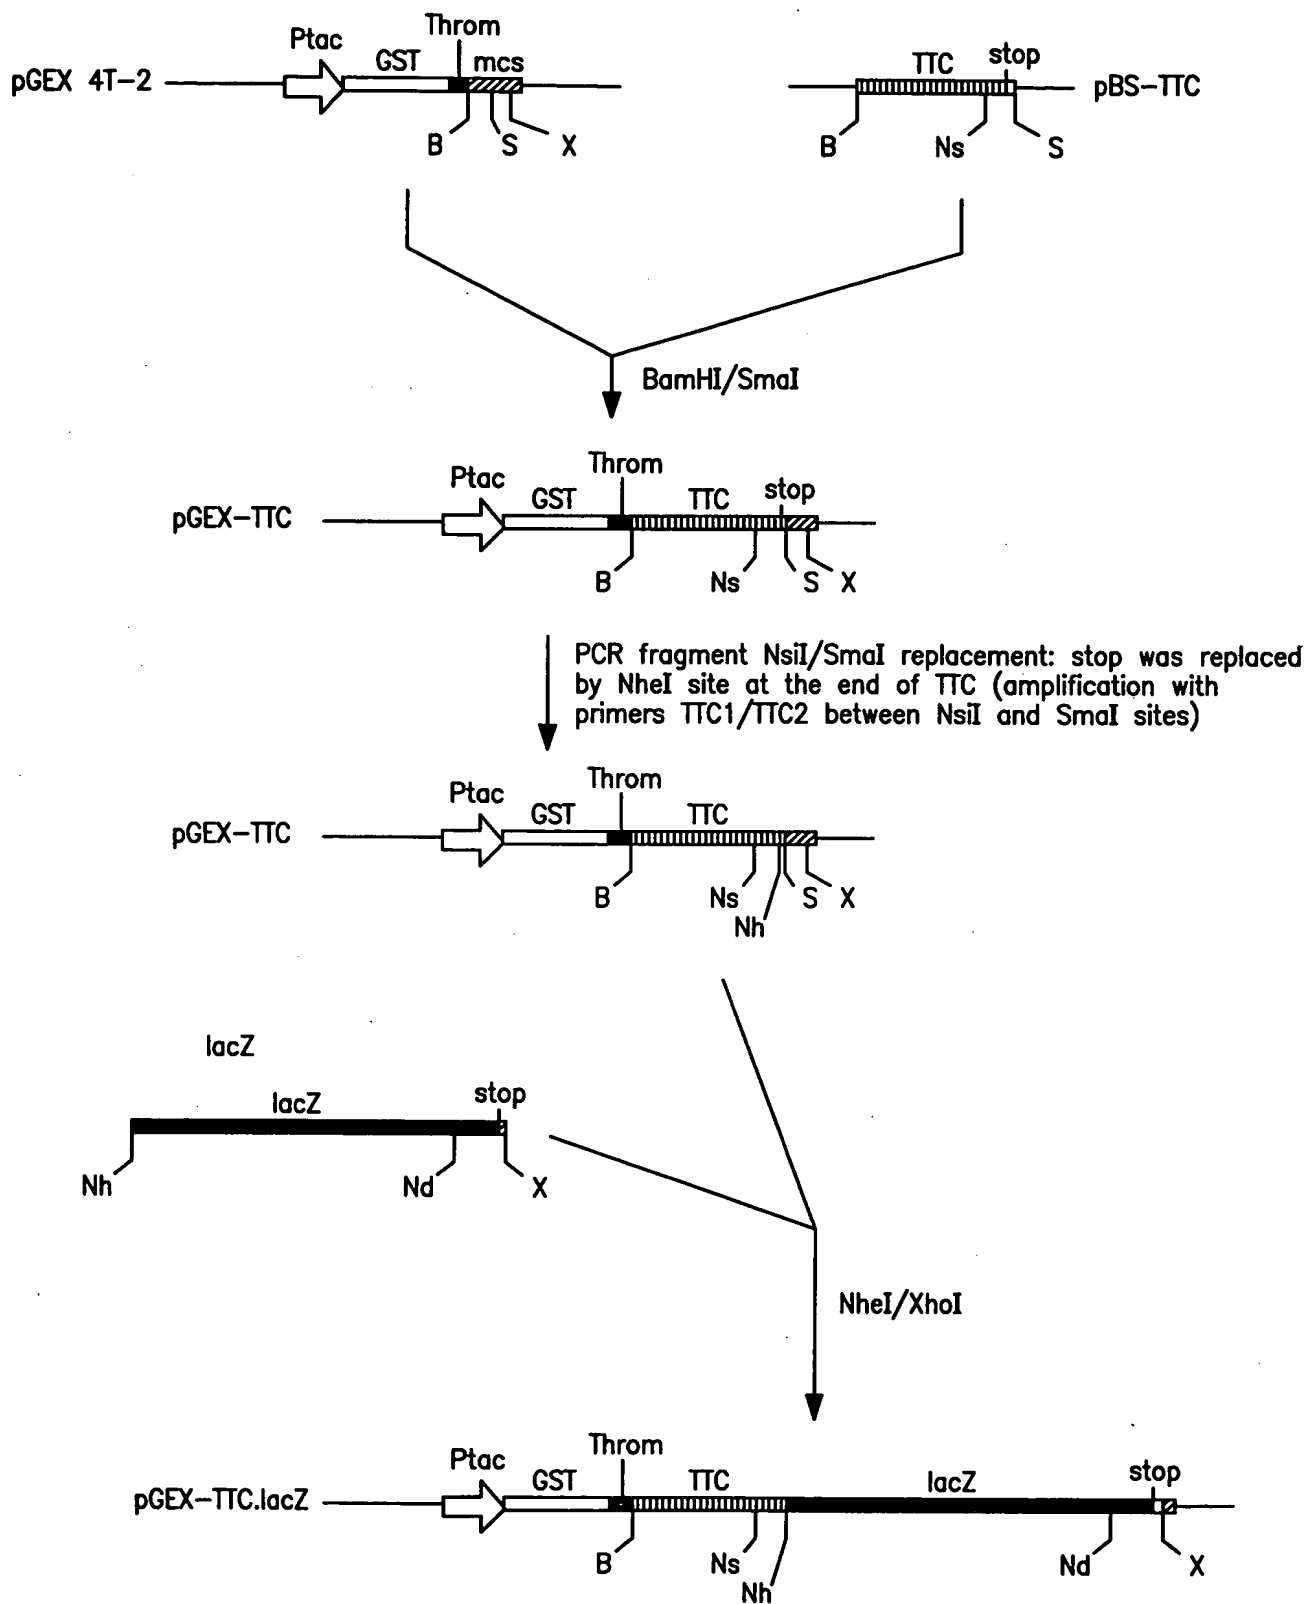 Throm
Ptac
GST
mcs
pGEX 4T-2
B
S
X
TTC
stop
pBS-TTC
B
Ns
S
BamHI/SmaI
Throm
Ptac
GST
TTC
stop
pGEX-TTC
B
Ns
S
X
PCR fragment NsiI/SmaI replacement: stop was replaced
by NheI site at the end of TTC (amplification with
primers TTC1/TTC2 between NsiI and SmaI sites)
Throm
Ptac
GST
TTC
pGEX-TTC
B
Ns
S
X
Nh
lacZ
lacZ
stop
Nh
Nd
X
NheI/XhoI
Throm
Ptac
GST
TTC
lacZ
stop
pGEX-TTC.lacZ
B
Ns
Nh
Nd
X